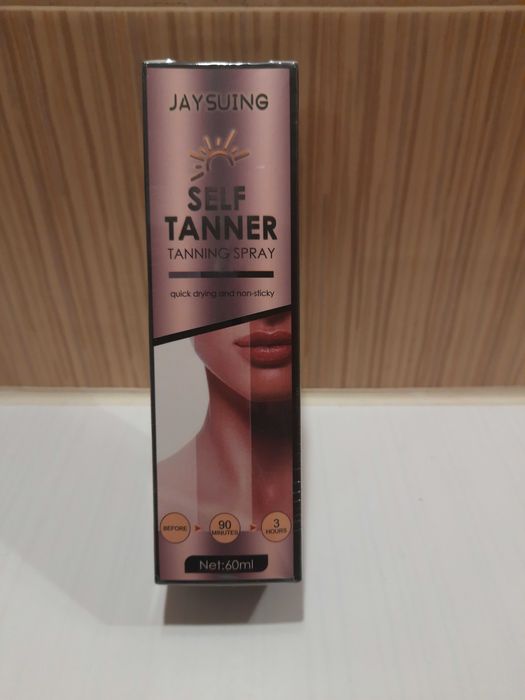 JAYSUING
SELF
TANNER
TANNING SPRAY
quick drying and non-sticky
BEFORE
90
MINUTES
3
HOURS
Net:60ml